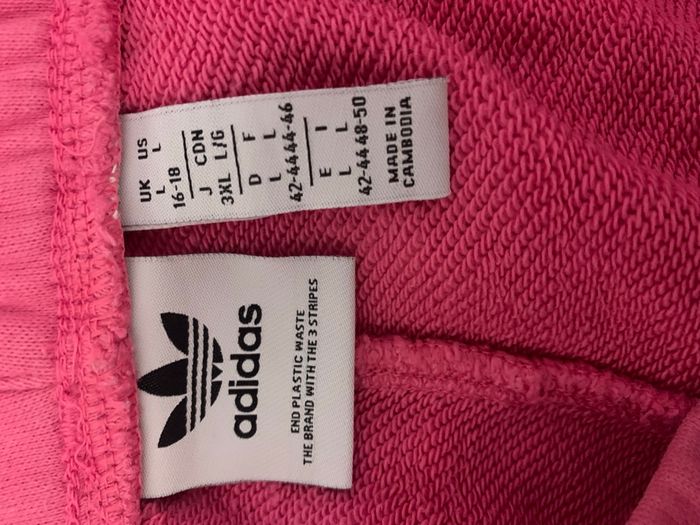 UK US
L L
16-18
J CDN
3XL L/G
D F
L L
42-44 44-46
E I
L L
42-44 48-50
MADE IN
CAMBODIA
adidas
END PLASTIC WASTE
THE BRAND WITH THE 3 STRIPES